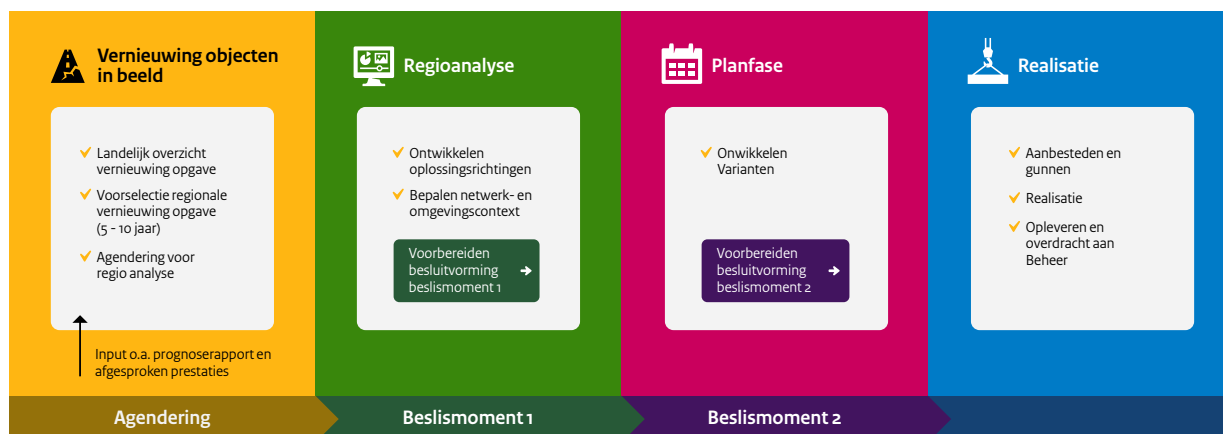 Vernieuwing objecten
in beeld
Landelijk overzicht
vernieuwing opgave
Voorselectie regionale
vernieuwing opgave
(5 - 10 jaar)
Agendering voor
regio analyse
Input o.a. prognoserapport en
afgesproken prestaties
Agendering
Regioanalyse
Ontwikkelen
oplossingsrichtingen
Bepalen netwerk- en
omgevingscontext
Voorbereiden
besluitvorming
beslismoment 1
Beslismoment 1
Planfase
Onwikkelen
Varianten
Voorbereiden
besluitvorming
beslismoment 2
Beslismoment 2
Realisatie
Aanbesteden en
gunnen
Realisatie
Opleveren en
overdracht aan
Beheer